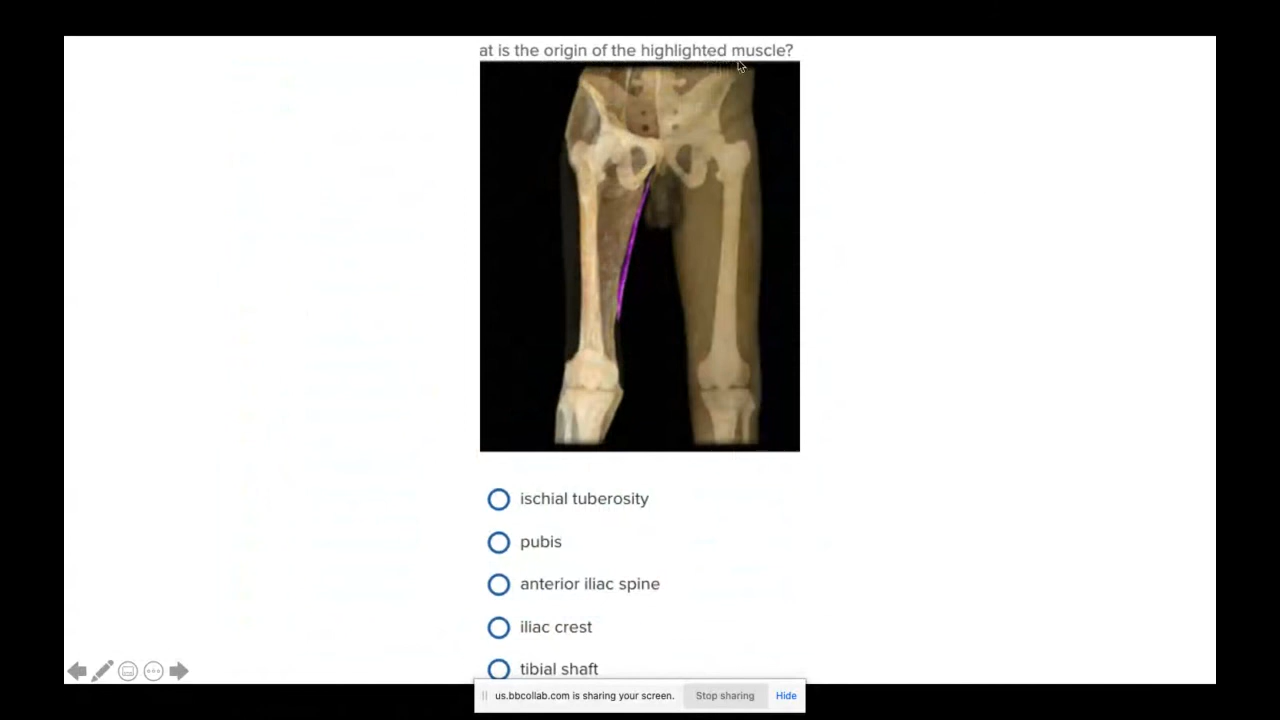 at is the origin of the highlighted muscle?
ischial tuberosity
pubis
anterior iliac spine
iliac crest
tibial shaft
us.bbcollab.com is sharing your screen.
Stop sharing
Hide